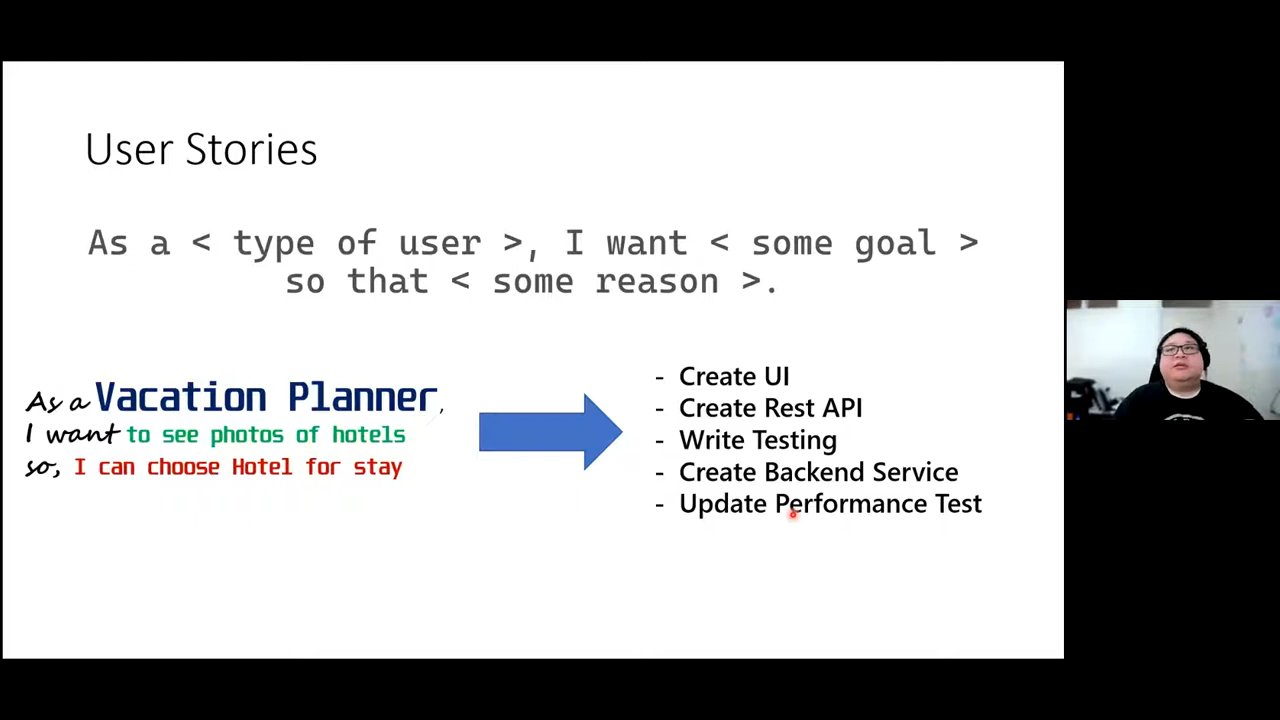 User Stories
As a < type of user >, I want < some goal >
so that < some reason >.
As a Vacation Planner,
I want to see photos of hotels
so, I can choose Hotel for stay
- Create UI
- Create Rest API
- Write Testing
- Create Backend Service
- Update Performance Test